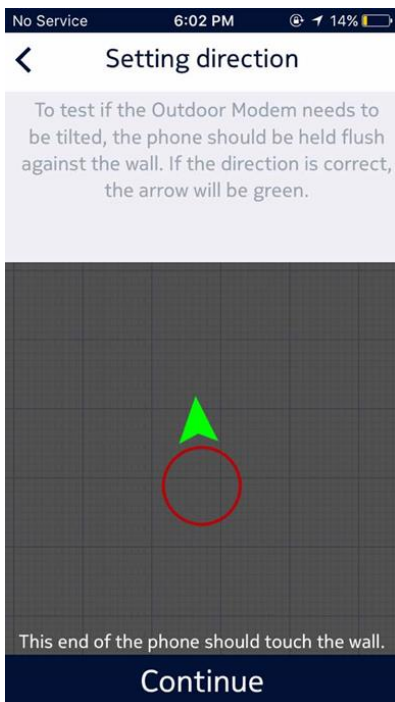 No Service 6:02 PM 14%
Setting direction
To test if the Outdoor Modem needs to
be tilted, the phone should be held flush
against the wall. If the direction is correct,
the arrow will be green.
This end of the phone should touch the wall.
Continue